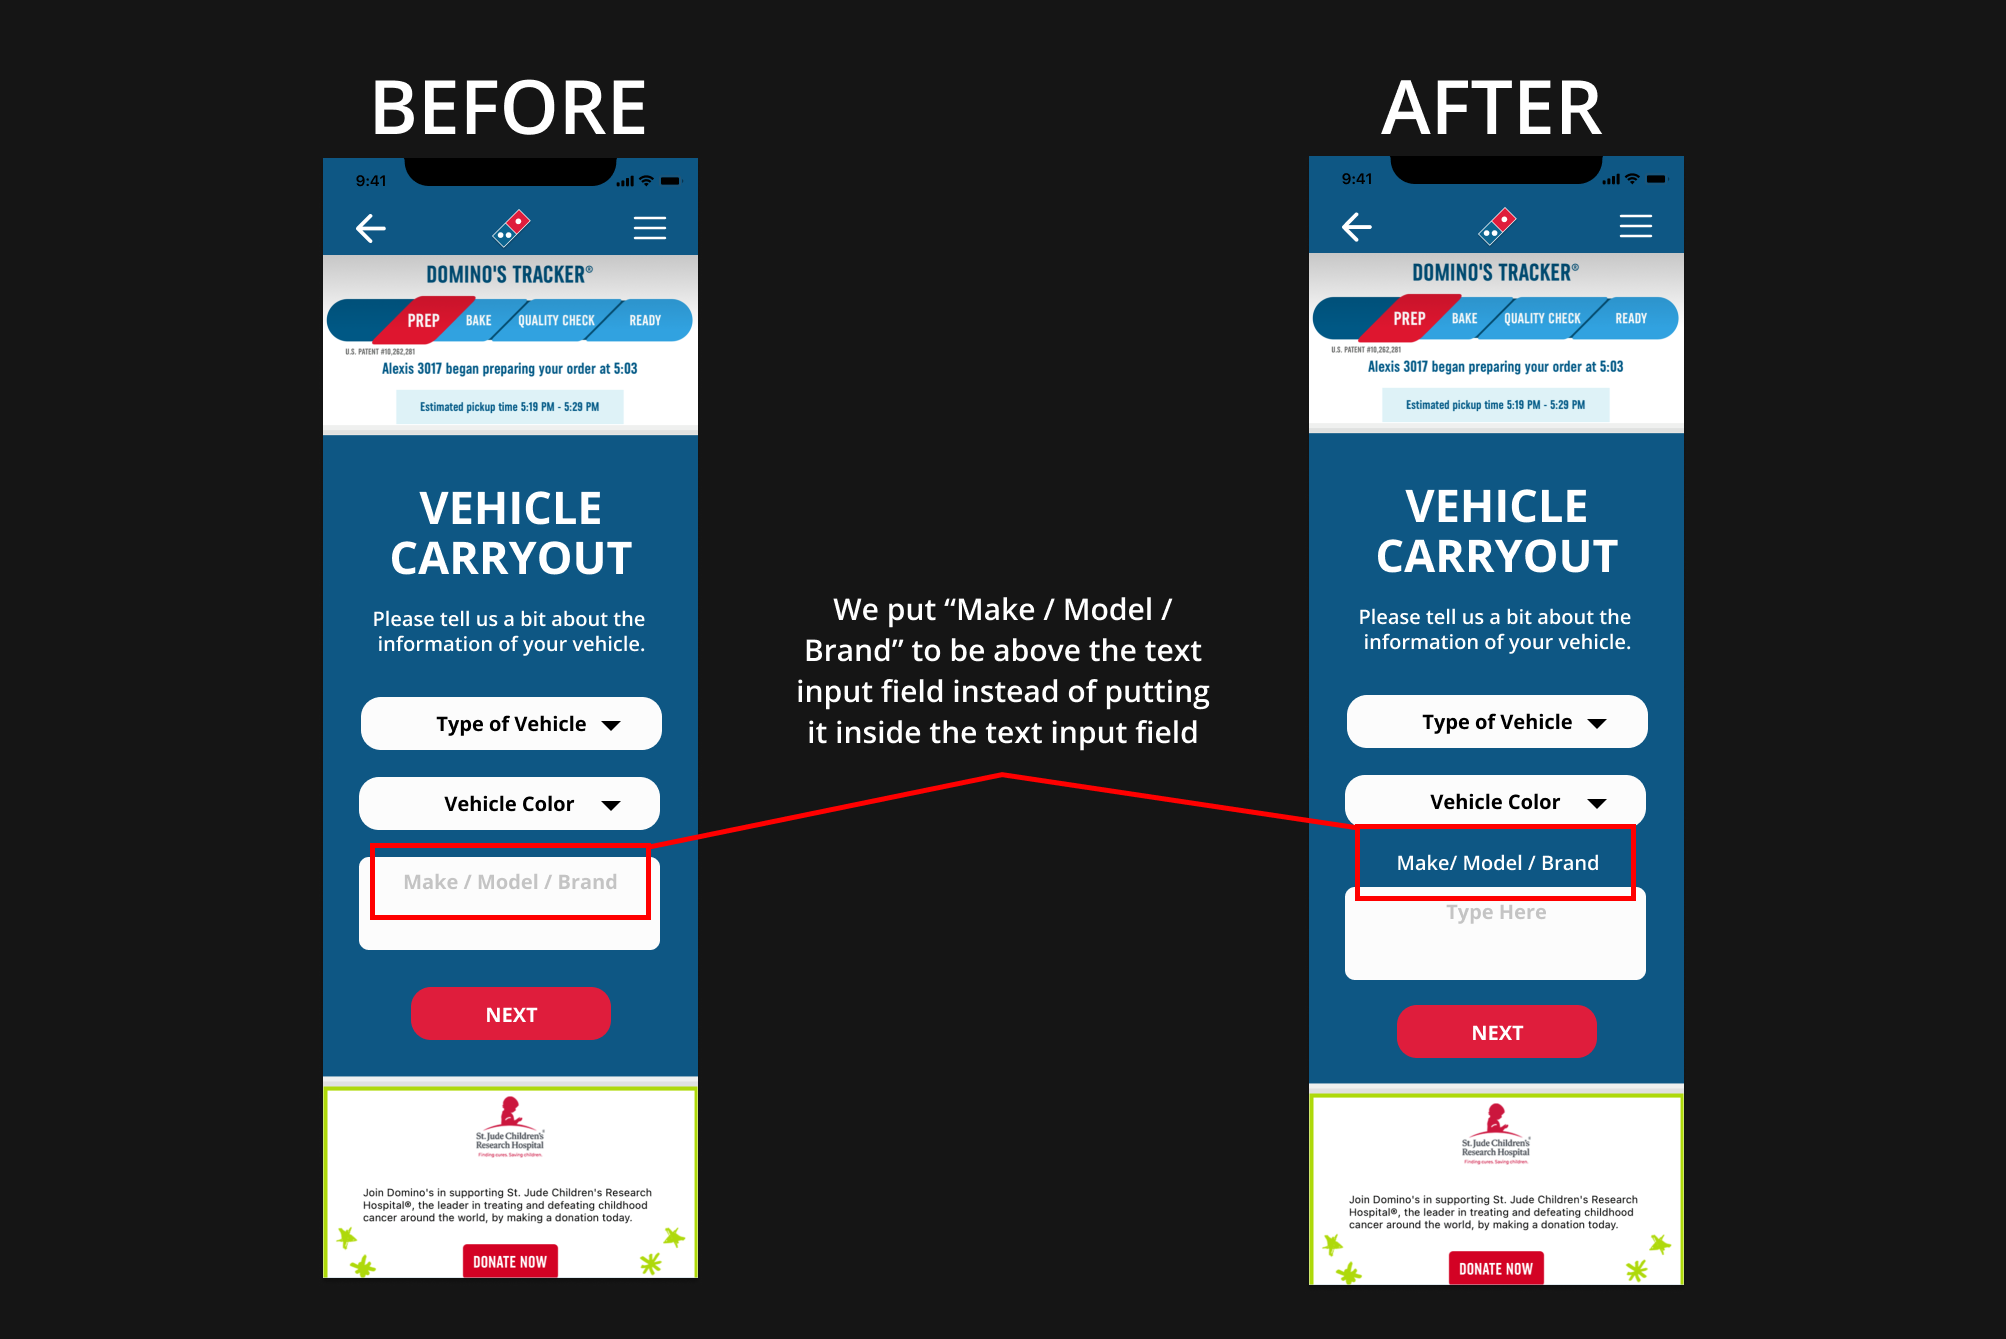 BEFORE
9:41
DOMINO'S TRACKER®
PREP BAKE QUALITY CHECK READY
U.S. PATENT #10,262,281
Alexis 3017 began preparing your order at 5:03
Estimated pickup time 5:19 PM - 5:29 PM
VEHICLE
CARRYOUT
Please tell us a bit about the
information of your vehicle.
Type of Vehicle
Vehicle Color
Make / Model / Brand
NEXT
St. Jude Children's
Research Hospital
Finding cures. Saving children.
Join Domino's in supporting St. Jude Children's Research
Hospital®, the leader in treating and defeating childhood
cancer around the world, by making a donation today.
DONATE NOW
We put “Make / Model /
Brand” to be above the text
input field instead of putting
it inside the text input field
AFTER
9:41
DOMINO'S TRACKER®
PREP BAKE QUALITY CHECK READY
U.S. PATENT #10,262,281
Alexis 3017 began preparing your order at 5:03
Estimated pickup time 5:19 PM - 5:29 PM
VEHICLE
CARRYOUT
Please tell us a bit about the
information of your vehicle.
Type of Vehicle
Vehicle Color
Make/ Model / Brand
Type Here
NEXT
St. Jude Children's
Research Hospital
Finding cures. Saving children.
Join Domino's in supporting St. Jude Children's Research
Hospital®, the leader in treating and defeating childhood
cancer around the world, by making a donation today.
DONATE NOW